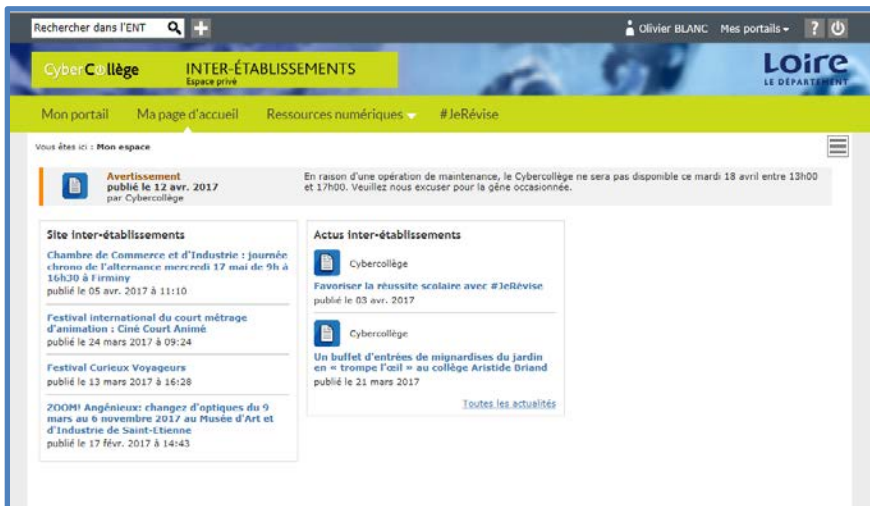 Rechercher dans l'ENT
Olivier BLANC Mes portails ?
CyberCollège
INTER-ÉTABLISSEMENTS
Espace privé
Loire
LE DÉPARTEMENT
Mon portail Ma page d'accueil Ressources numériques #JeRévise
Vous êtes ici : Mon espace
Avertissement
publié le 12 avr. 2017
par Cybercollège
En raison d'une opération de maintenance, le Cybercollège ne sera pas disponible ce mardi 18 avril entre 13h00
et 17h00. Veuillez nous excuser pour la gêne occasionnée.
Site inter-établissements
Chambre de Commerce et d'Industrie : journée
chrono de l'alternance mercredi 17 mai de 9h à
16h30 à Firminy
publié le 05 avr. 2017 à 11:10
Festival international du court métrage
d'animation : Ciné Court Animé
publié le 24 mars 2017 à 09:24
Festival Curieux Voyageurs
publié le 13 mars 2017 à 16:28
ZOOM! Angénieux: changez d'optiques du 9
mars au 6 novembre 2017 au Musée d'Art et
d'Industrie de Saint-Etienne
publié le 17 févr. 2017 à 14:43
Actus inter-établissements
Cybercollège
Favoriser la réussite scolaire avec #JeRévise
publié le 03 avr. 2017
Cybercollège
Un buffet d'entrées de mignardises du jardin
en « trompe l'œil » au collège Aristide Briand
publié le 21 mars 2017
Toutes les actualités